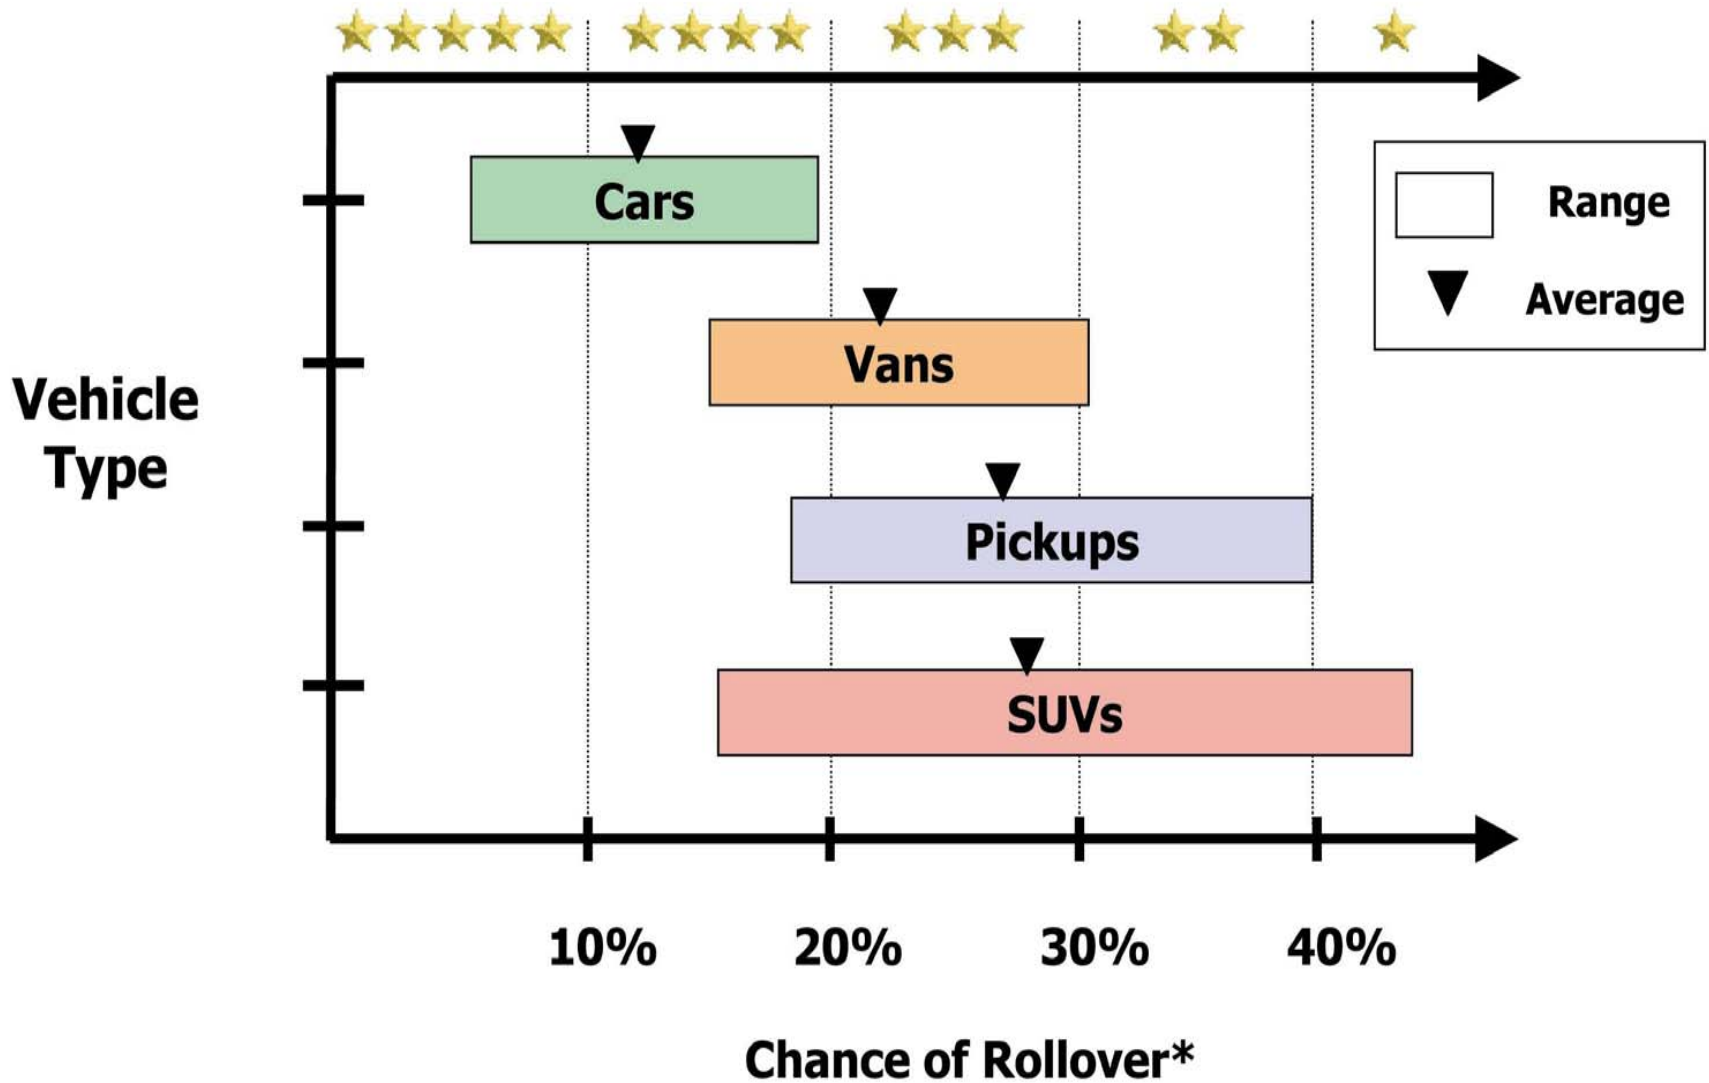 Cars
Range
Average
Vans
Vehicle
Type
Pickups
SUVs
10% 20% 30% 40%
Chance of Rollover*